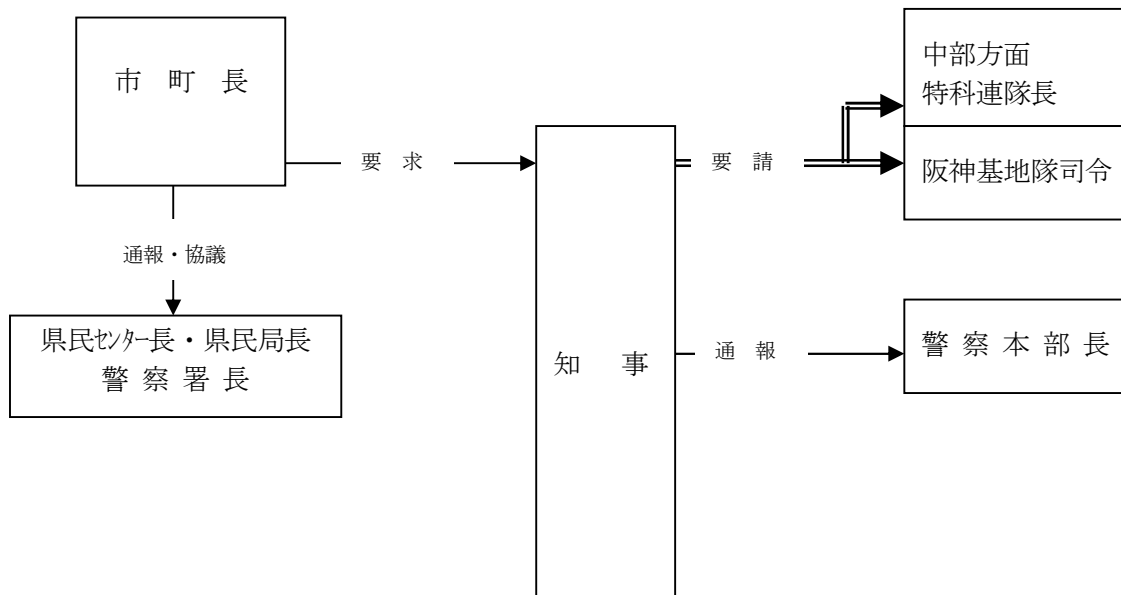 市　町　長
要　求
通報・協議
県民ｾﾝﾀｰ長・県民局長
警 察 署 長
知　事
要　請
中部方面
特科連隊長
阪神基地隊司令
通　報
警 察 本 部 長